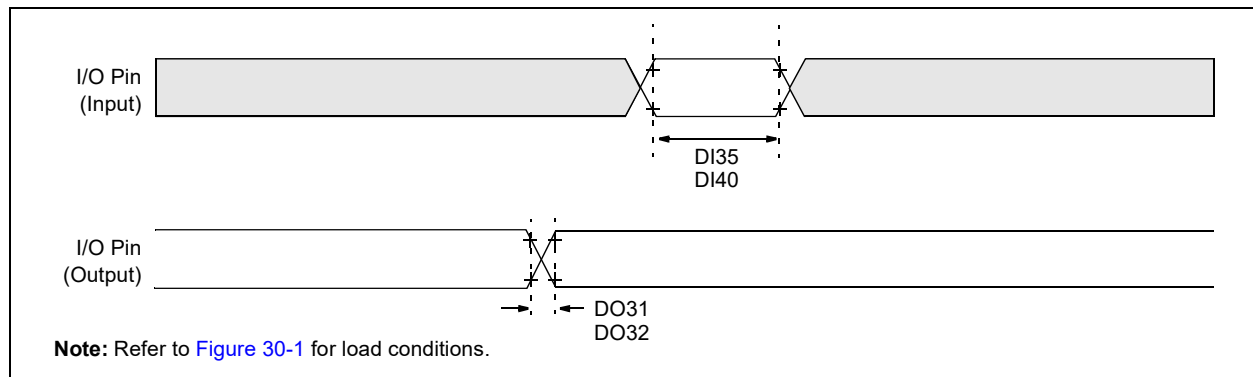 I/O Pin
(Input)
DI35
DI40
I/O Pin
(Output)
DO31
DO32
Note: Refer to Figure 30-1 for load conditions.